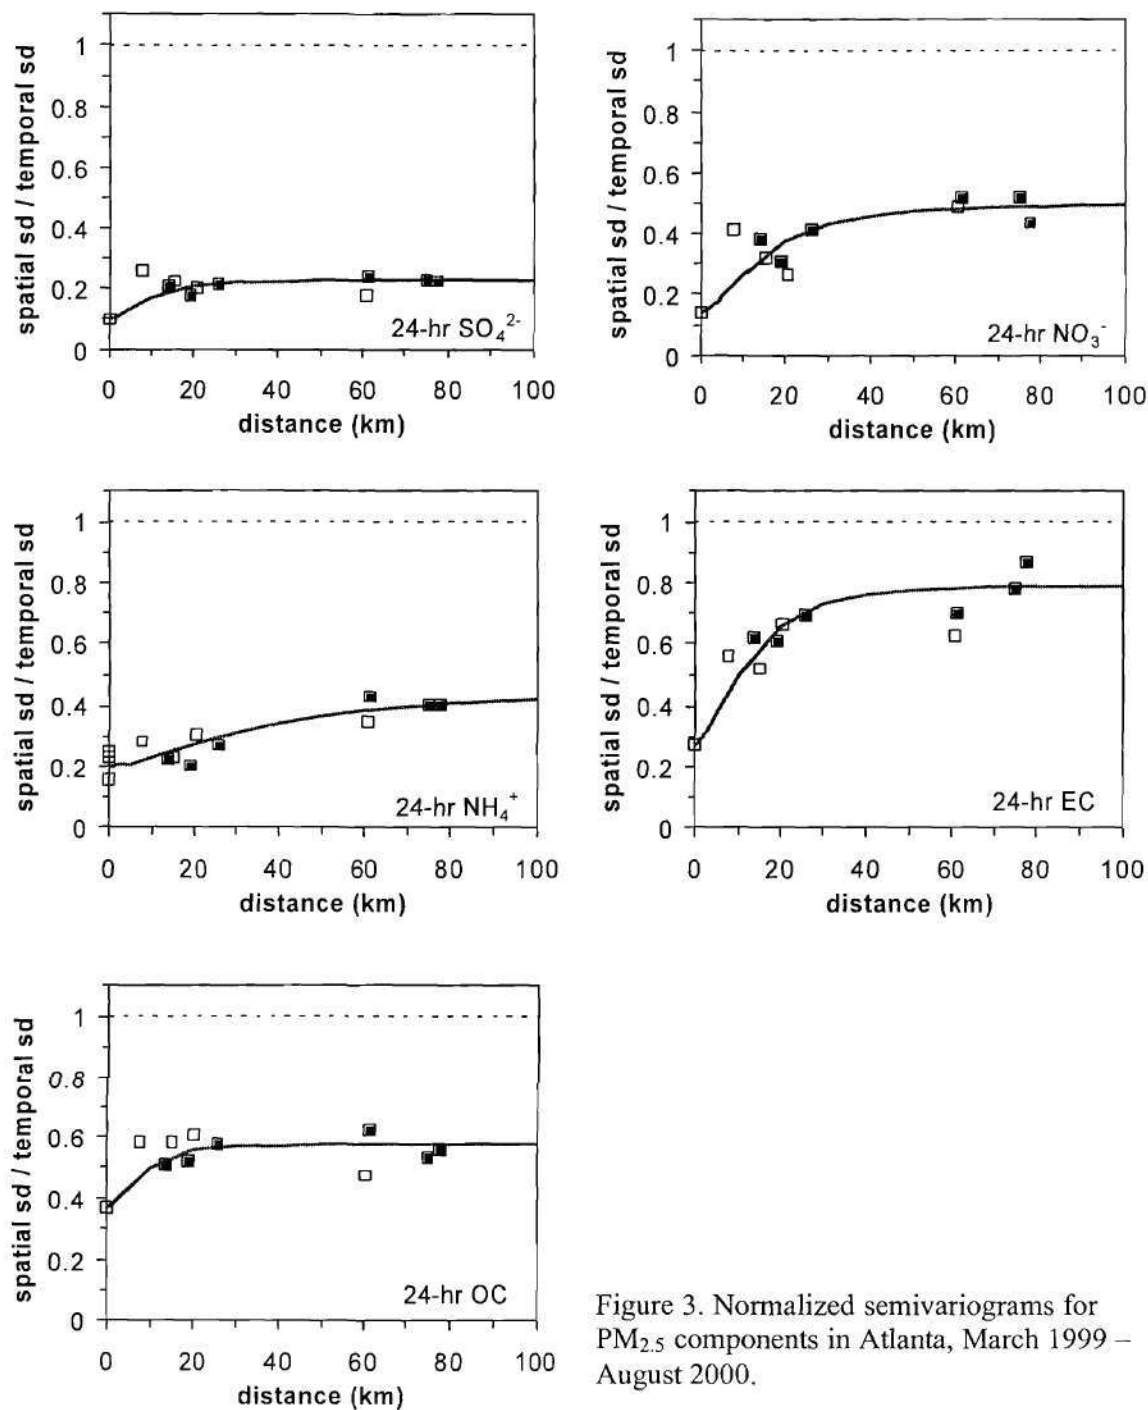 spatial sd / temporal sd
1
0.8
0.6
0.4
0.2
0
24-hr SO₄²⁻
0 20 40 60 80 100
distance (km)
spatial sd / temporal sd
1
0.8
0.6
0.4
0.2
0
24-hr NO₃⁻
0 20 40 60 80 100
distance (km)
spatial sd / temporal sd
1
0.8
0.6
0.4
0.2
0
24-hr NH₄⁺
0 20 40 60 80 100
distance (km)
spatial sd / temporal sd
1
0.8
0.6
0.4
0.2
0
24-hr EC
0 20 40 60 80 100
distance (km)
spatial sd / temporal sd
1
0.8
0.6
0.4
0.2
0
24-hr OC
0 20 40 60 80 100
distance (km)
Figure 3. Normalized semivariograms for
PM₂.₅ components in Atlanta, March 1999 –
August 2000.